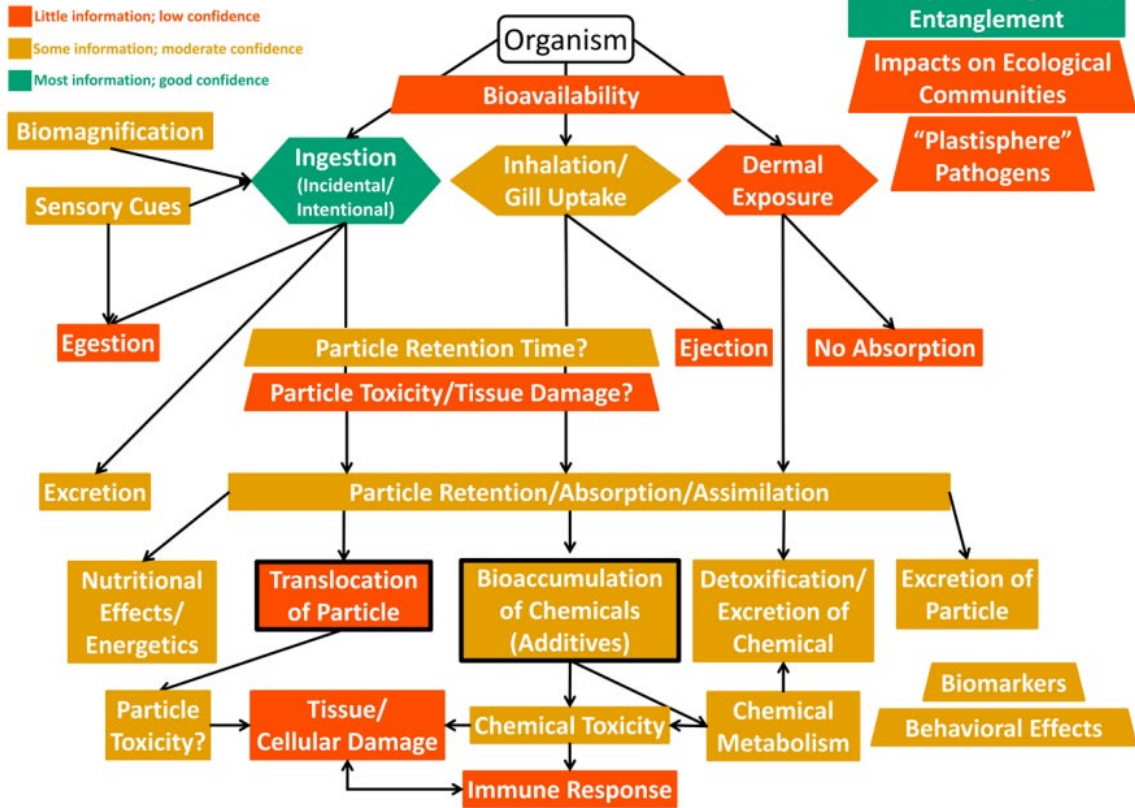 Little information; low confidence
Some information; moderate confidence
Most information; good confidence
Organism
Entanglement
Impacts on Ecological
Communities
“Plastisphere”
Pathogens
Bioavailability
Biomagnification
Sensory Cues
Ingestion
(Incidental/
Intentional)
Inhalation/
Gill Uptake
Dermal
Exposure
Egestion
Particle Retention Time?
Ejection
No Absorption
Particle Toxicity/Tissue Damage?
Excretion
Particle Retention/Absorption/Assimilation
Nutritional
Effects/
Energetics
Translocation
of Particle
Bioaccumulation
of Chemicals
(Additives)
Detoxification/
Excretion of
Chemical
Excretion of
Particle
Particle
Toxicity?
Tissue/
Cellular Damage
Chemical Toxicity
Chemical
Metabolism
Biomarkers
Behavioral Effects
Immune Response